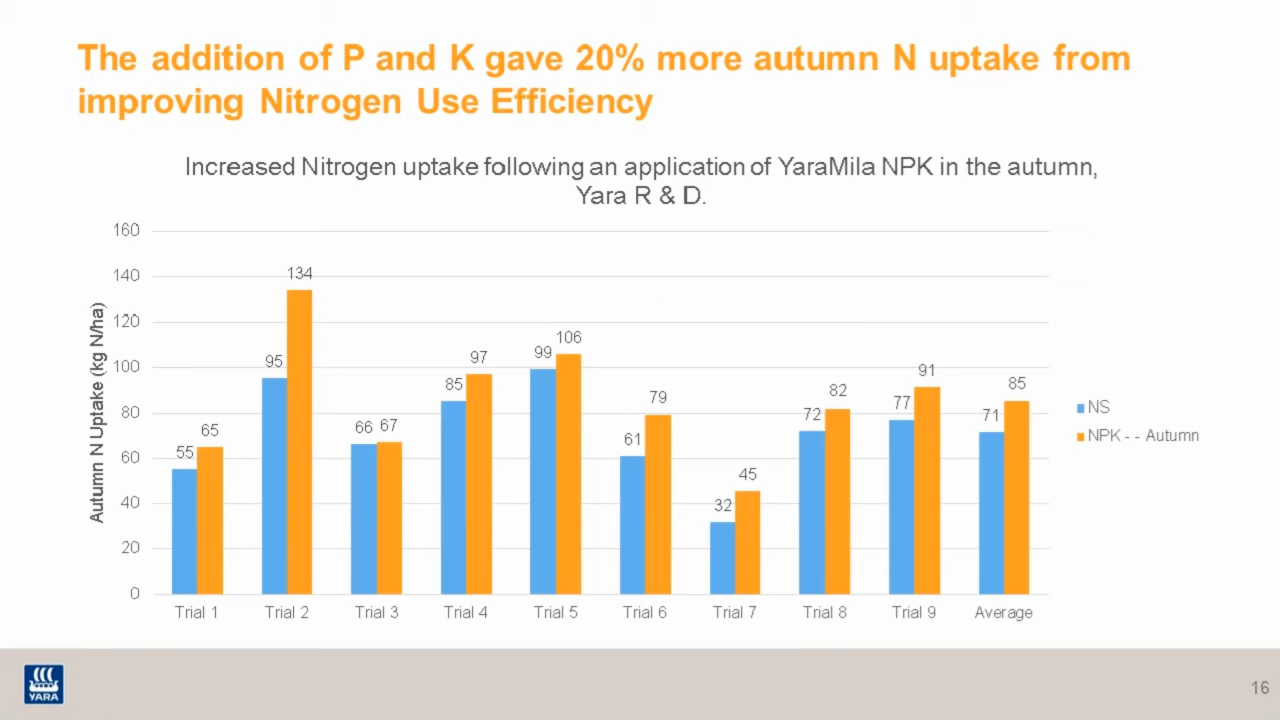 The addition of P and K gave 20% more autumn N uptake from
improving Nitrogen Use Efficiency
Increased Nitrogen uptake following an application of YaraMila NPK in the autumn,
Yara R & D.
Autumn N Uptake (kg N/ha)
160
140
120
100
80
60
40
20
0
55
65
95
134
66
67
85
97
99
106
61
79
32
45
72
82
77
91
71
85
Trial 1
Trial 2
Trial 3
Trial 4
Trial 5
Trial 6
Trial 7
Trial 8
Trial 9
Average
NS
NPK - - Autumn
YARA
16